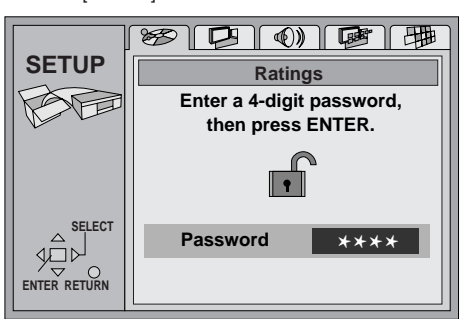 SETUP
Ratings
Enter a 4-digit password,
then press ENTER.
Password ★★★★
SELECT
ENTER RETURN